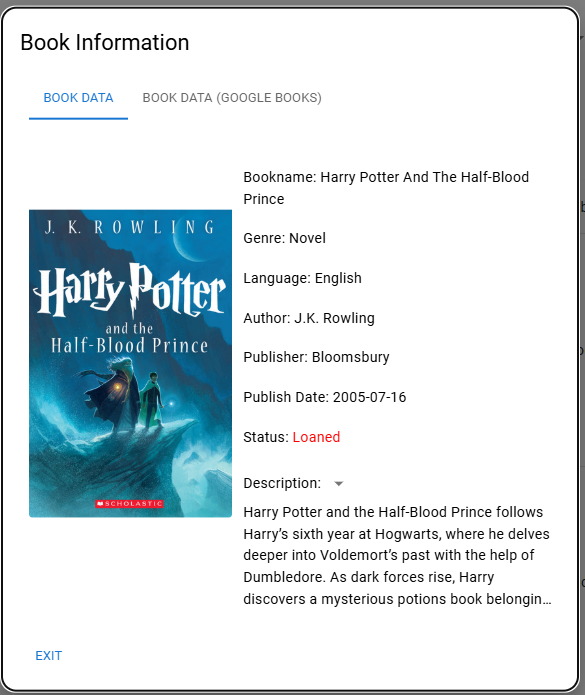 Book Information
BOOK DATA
BOOK DATA (GOOGLE BOOKS)
J. K. ROWLING
Harry Potter
and the
Half-Blood Prince
SCHOLASTIC
Bookname: Harry Potter And The Half-Blood
Prince
Genre: Novel
Language: English
Author: J.K. Rowling
Publisher: Bloomsbury
Publish Date: 2005-07-16
Status: Loaned
Description:
Harry Potter and the Half-Blood Prince follows
Harry’s sixth year at Hogwarts, where he delves
deeper into Voldemort’s past with the help of
Dumbledore. As dark forces rise, Harry
discovers a mysterious potions book belongin…
EXIT